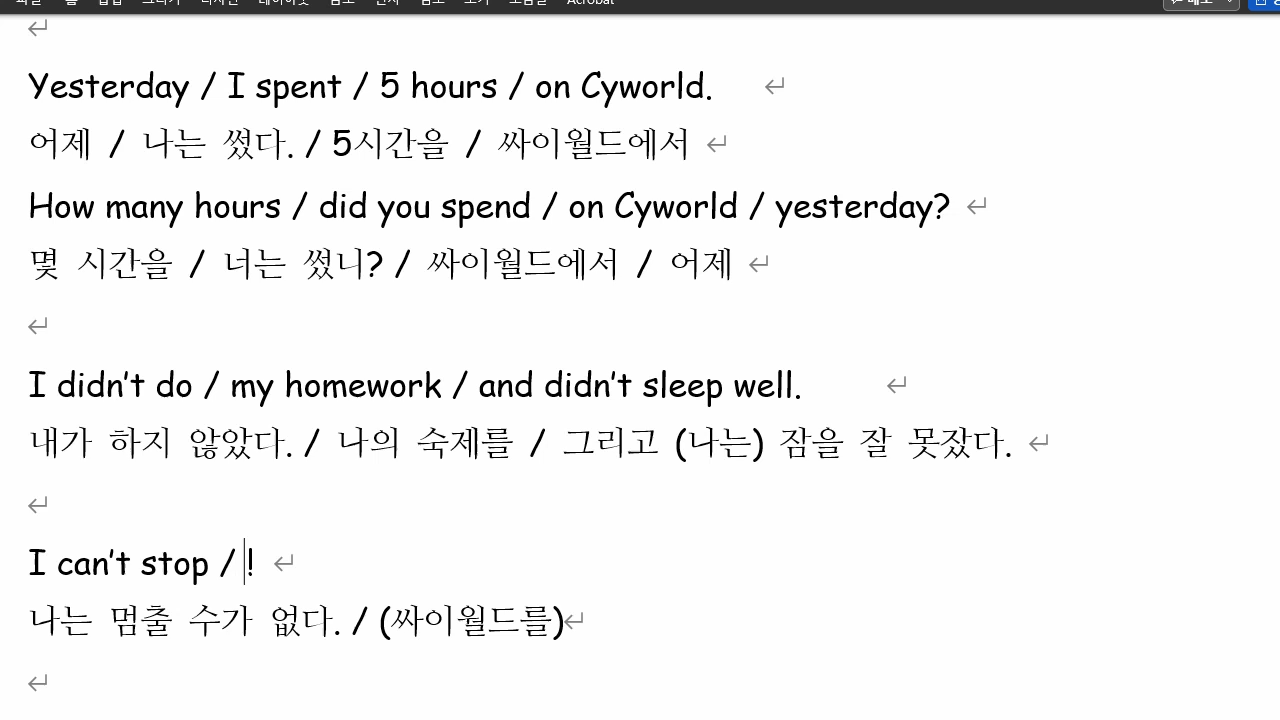 Acrobat
메모
Yesterday / I spent / 5 hours / on Cyworld.
어제 / 나는 썼다. / 5시간을 / 싸이월드에서
How many hours / did you spend / on Cyworld / yesterday?
몇 시간을 / 너는 썼니? / 싸이월드에서 / 어제
I didn't do / my homework / and didn't sleep well.
내가 하지 않았다. / 나의 숙제를 / 그리고 (나는) 잠을 잘 못잤다.
I can't stop / !
나는 멈출 수가 없다. / (싸이월드를)